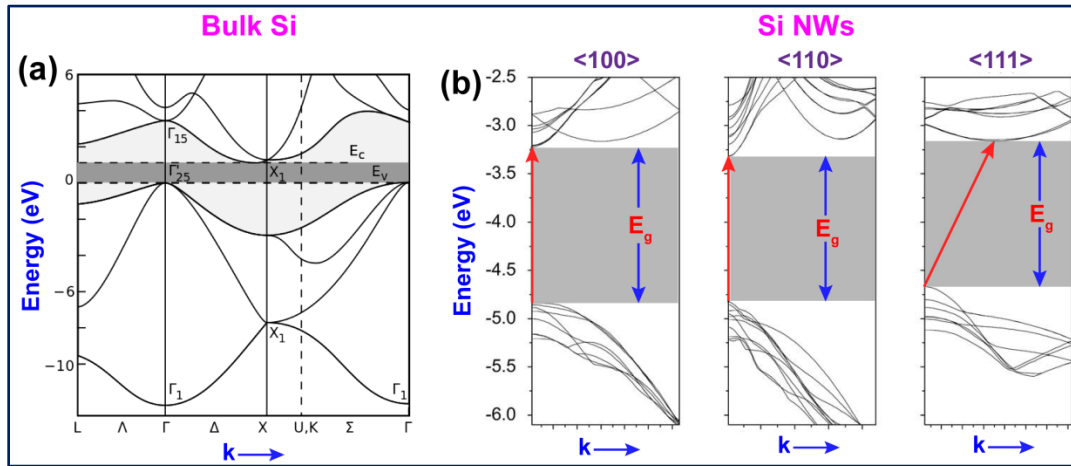 Bulk Si
Si NWs
(a)
6
0
−6
−10
Energy (eV)
Γ15
Γ25
X1
X1
Γ1
Γ1
Ec
Ev
L Λ Γ Δ X U,K Σ Γ
k
(b)
<100> <110> <111>
-2.5
-3.0
-3.5
-4.0
-4.5
-5.0
-5.5
-6.0
Energy (eV)
Eg Eg Eg
k k k